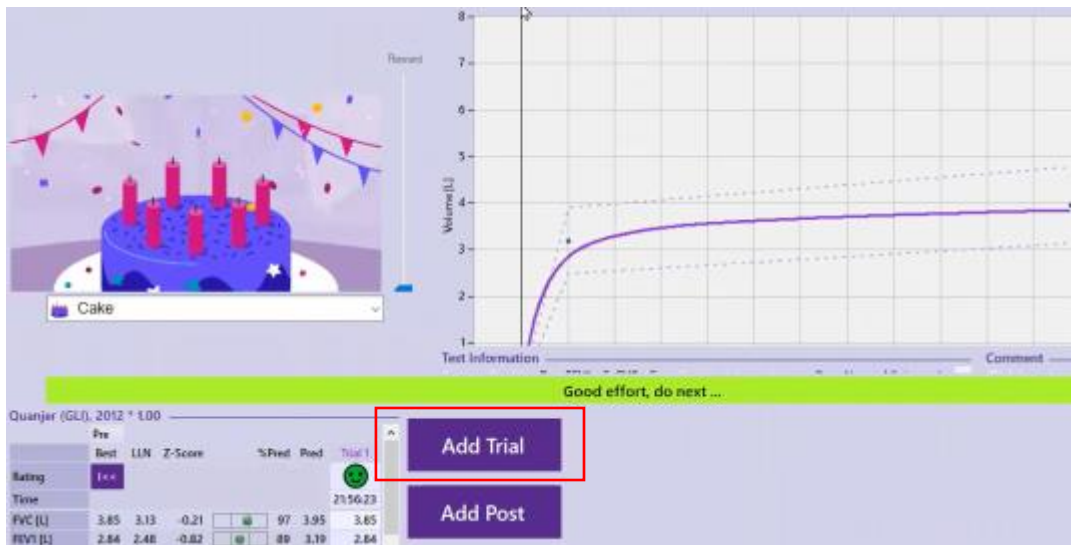 Reward
Cake
8
7
6
5
4
3
2
1
Volume [L]
Test Information
Comment
Good effort, do next ...
Quanjer (GLI), 2012 * 1.00
Pre
Best LLN Z-Score %Pred Pred Trial 1
Rating I<<
Time 21:56:23
FVC [L] 3.85 3.13 -0.21 97 3.95 3.85
FEV1 [L] 2.84 2.48 -0.82 89 3.19 2.84
Add Trial
Add Post